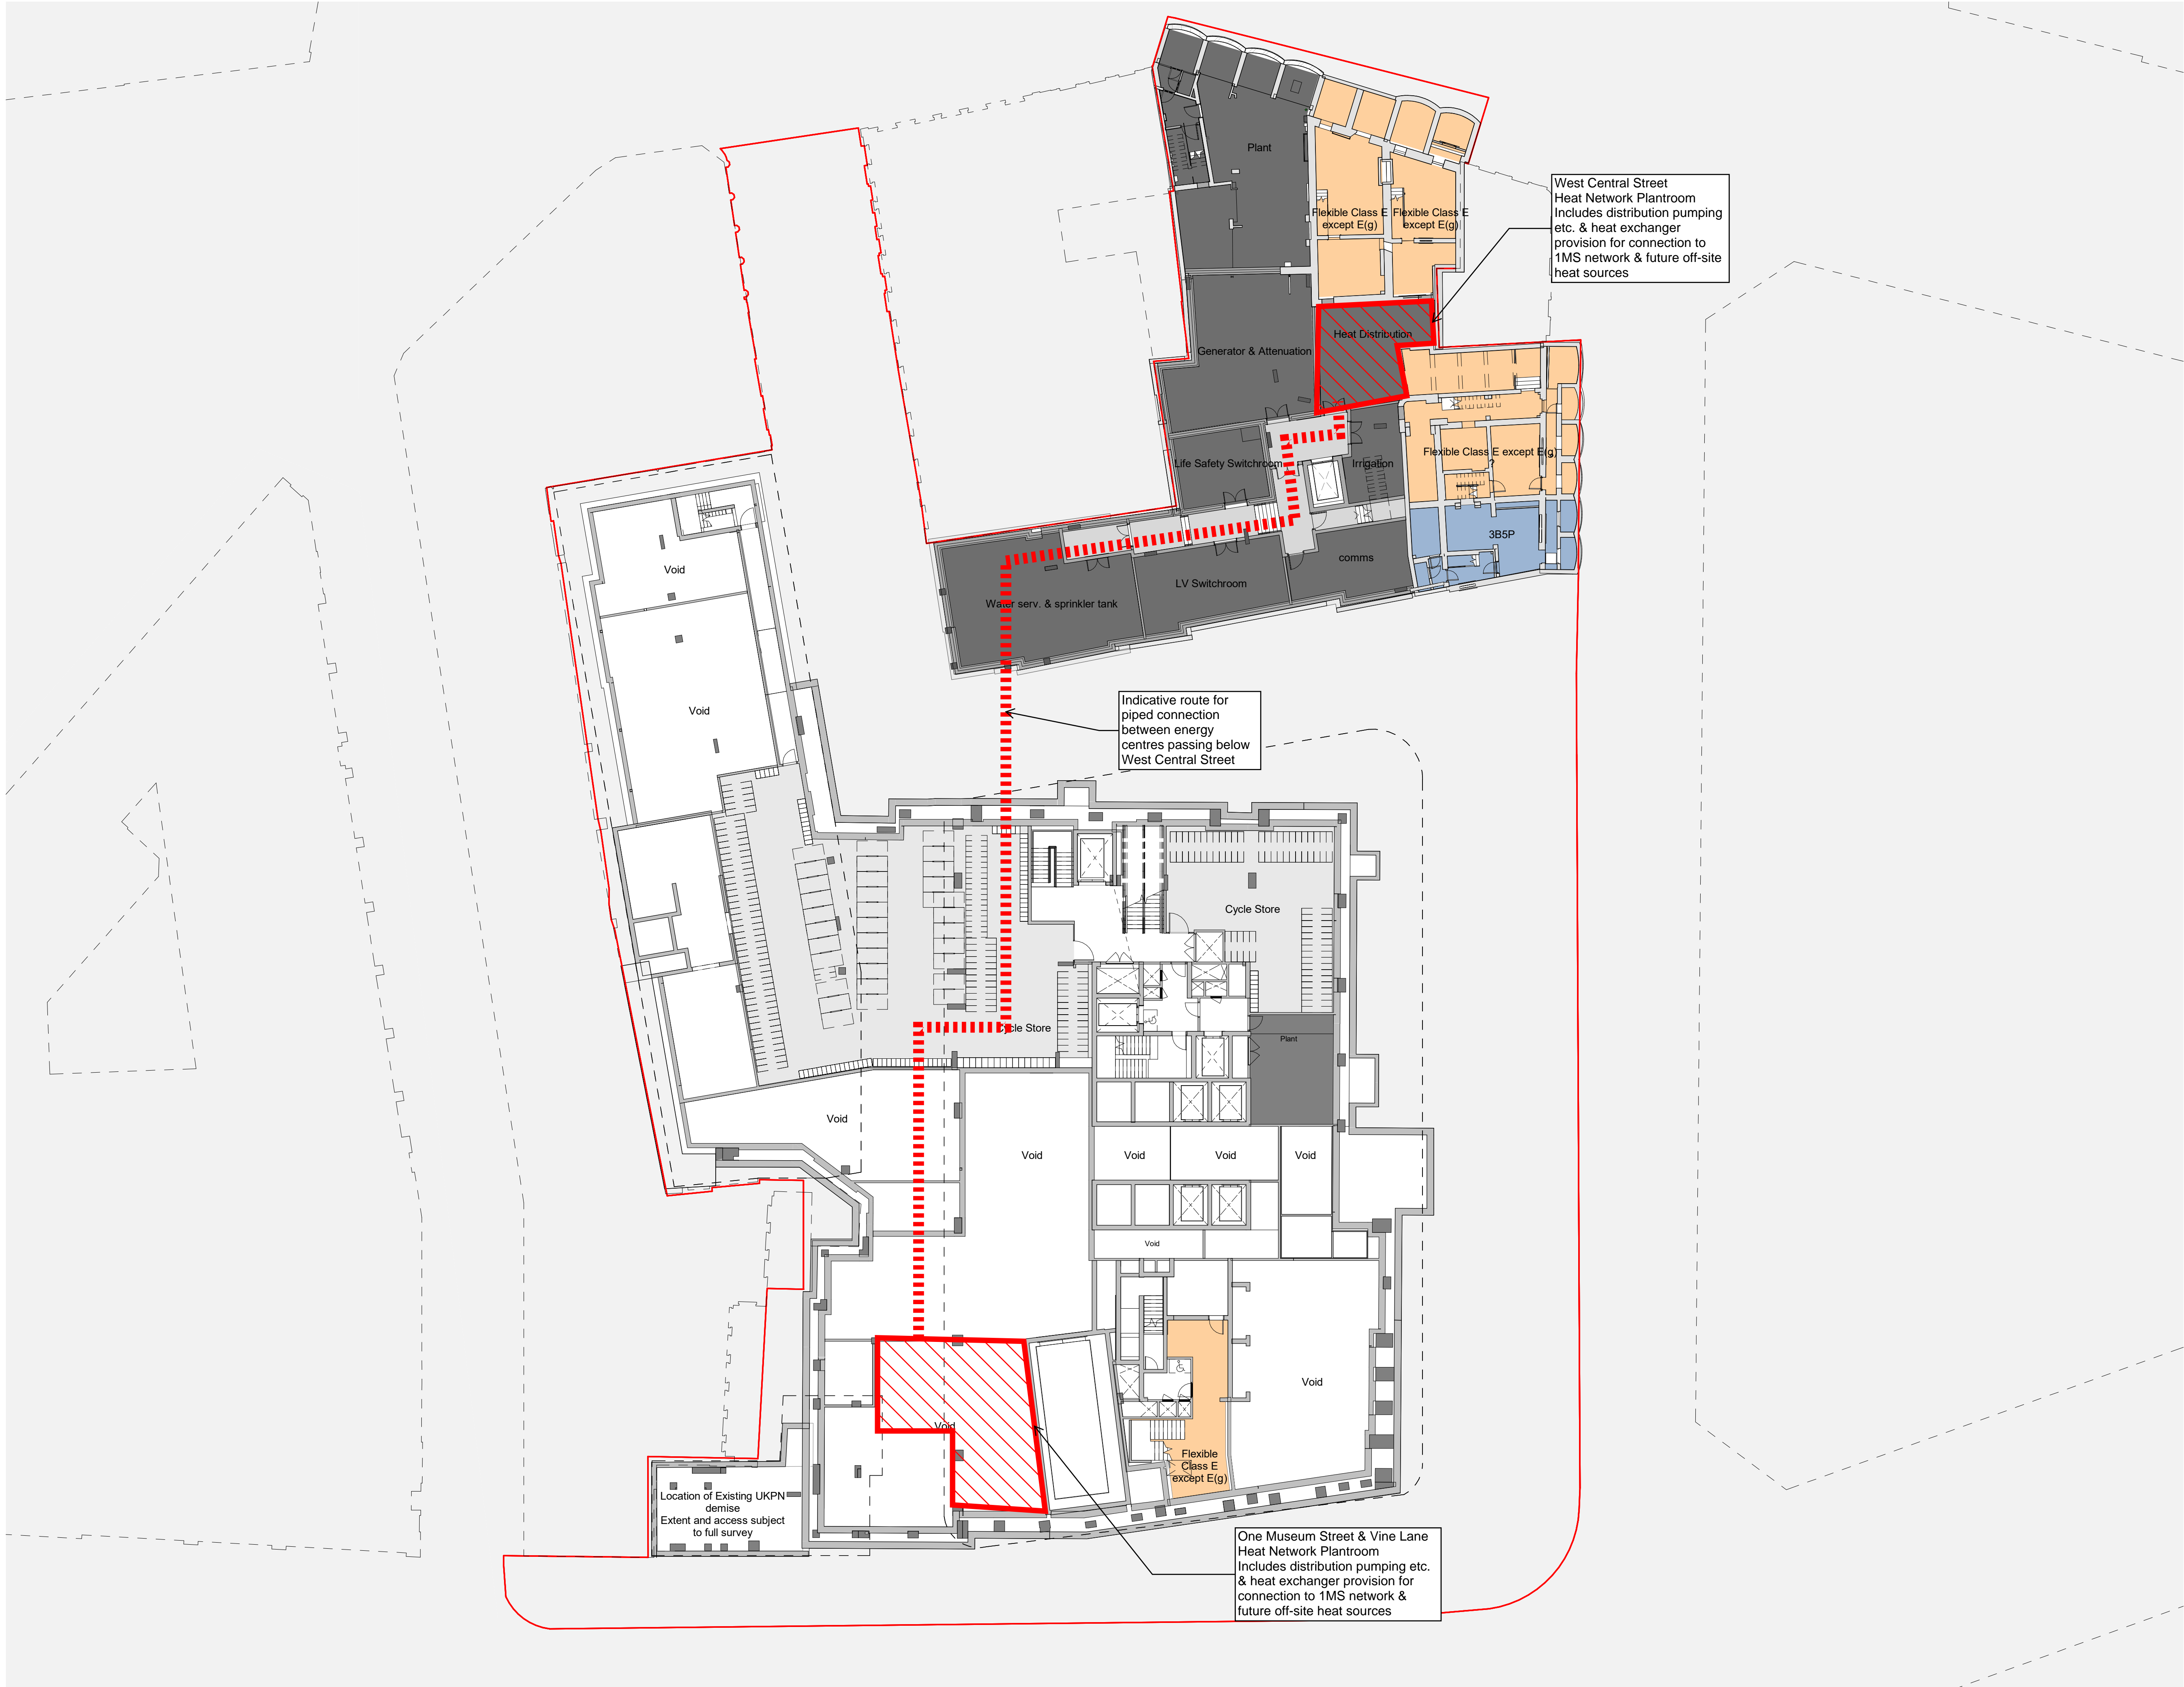 Plant
West Central Street
Heat Network Plantroom
Includes distribution pumping
etc. & heat exchanger
provision for connection to
1MS network & future off-site
heat sources
Flexible Class E
except E(g)
Flexible Class E
except E(g)
Heat Distribution
Generator & Attenuation
Life Safety Switchroom
Irrigation
Flexible Class E except E(g)
?
3B5P
comms
LV Switchroom
Water serv. & sprinkler tank
Void
Void
Indicative route for
piped connection
between energy
centres passing below
West Central Street
Cycle Store
Cycle Store
Plant
Void
Void
Void
Void
Void
Void
Void
Void
Flexible
Class E
except E(g)
Location of Existing UKPN
demise
Extent and access subject
to full survey
One Museum Street & Vine Lane
Heat Network Plantroom
Includes distribution pumping etc.
& heat exchanger provision for
connection to 1MS network &
future off-site heat sources